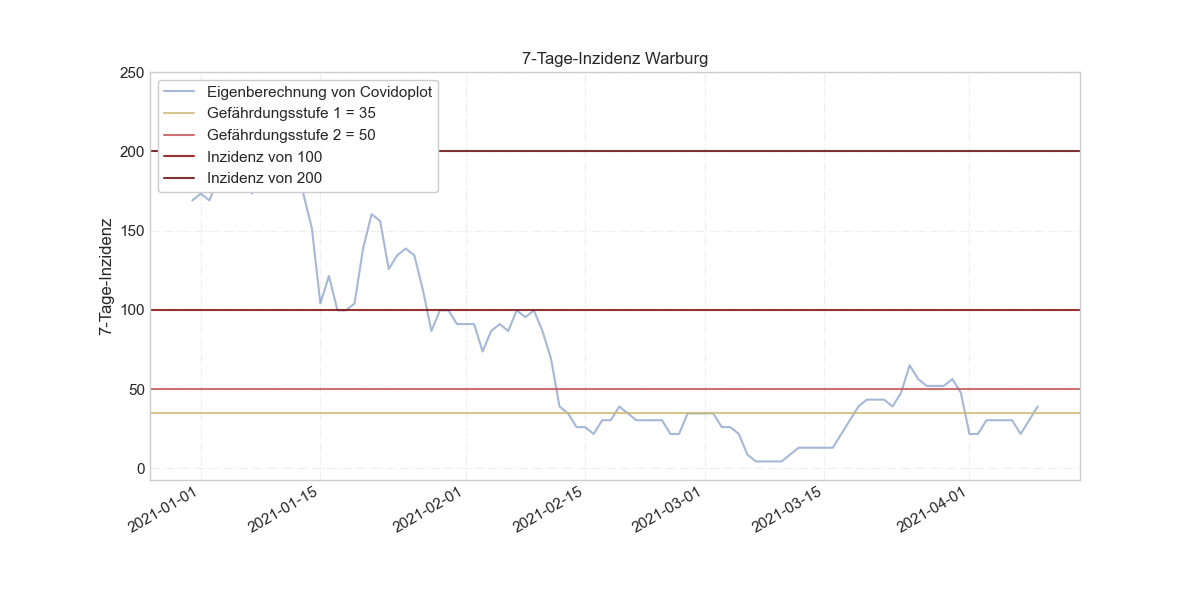 7-Tage-Inzidenz Warburg
250
200
150
100
50
0
7-Tage-Inzidenz
Eigenberechnung von Covidoplot
Gefährdungsstufe 1 = 35
Gefährdungsstufe 2 = 50
Inzidenz von 100
Inzidenz von 200
2021-01-01
2021-01-15
2021-02-01
2021-02-15
2021-03-01
2021-03-15
2021-04-01